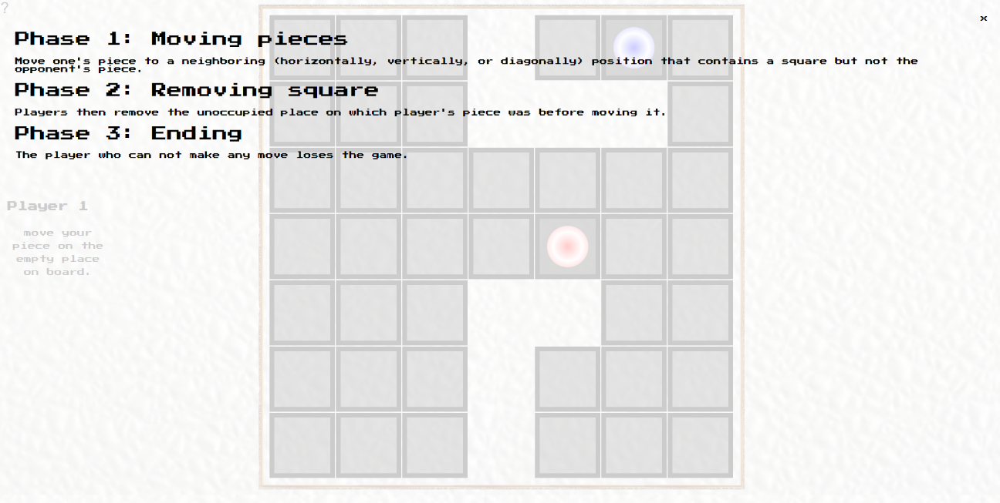 ?
x
Phase 1: Moving pieces
Move one's piece to a neighboring (horizontally, vertically, or diagonally) position that contains a square but not the
opponent's piece.
Phase 2: Removing square
Players then remove the unoccupied place on which player's piece was before moving it.
Phase 3: Ending
The player who can not make any move loses the game.
Player 1
move your
piece on the
empty place
on board.